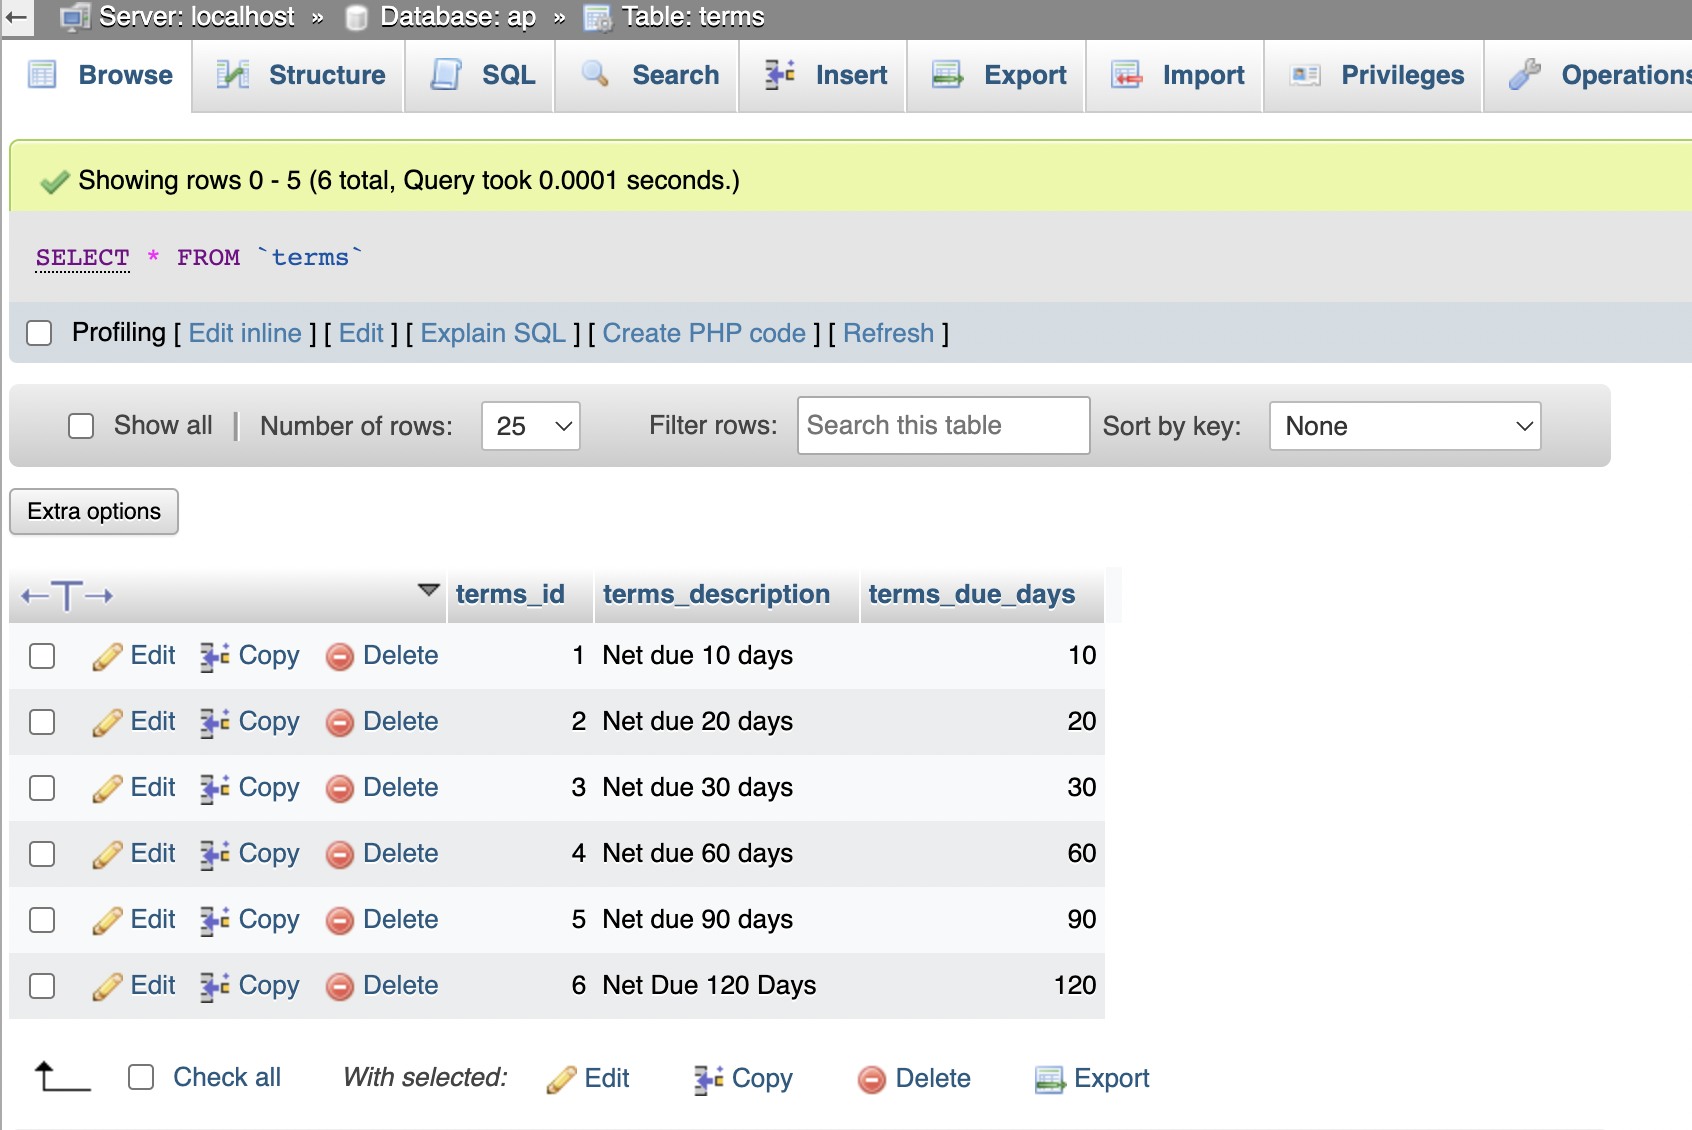 Server: localhost » Database: ap » Table: terms
Browse Structure SQL Search Insert Export Import Privileges Operations
Showing rows 0 - 5 (6 total, Query took 0.0001 seconds.)
SELECT * FROM `terms`
Profiling [ Edit inline ] [ Edit ] [ Explain SQL ] [ Create PHP code ] [ Refresh ]
Show all | Number of rows: 25 Filter rows: Search this table Sort by key: None
Extra options
←T→ terms_id terms_description terms_due_days
Edit Copy Delete 1 Net due 10 days 10
Edit Copy Delete 2 Net due 20 days 20
Edit Copy Delete 3 Net due 30 days 30
Edit Copy Delete 4 Net due 60 days 60
Edit Copy Delete 5 Net due 90 days 90
Edit Copy Delete 6 Net Due 120 Days 120
Check all With selected: Edit Copy Delete Export